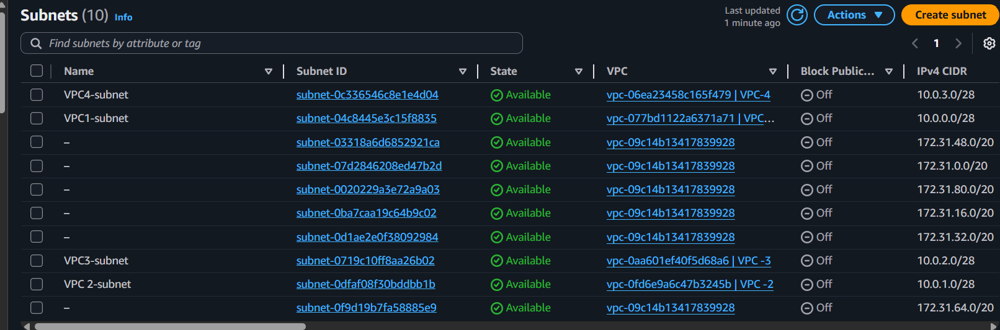 Subnets (10) Info
Last updated
1 minute ago
Actions
Create subnet
Find subnets by attribute or tag
1
Name Subnet ID State VPC Block Public... IPv4 CIDR
VPC4-subnet subnet-0c336546c8e1e4d04 Available vpc-06ea23458c165f479 | VPC-4 Off 10.0.3.0/28
VPC1-subnet subnet-04c8445e3c15f8835 Available vpc-077bd1122a6371a71 | VPC... Off 10.0.0.0/28
– subnet-03318a6d6852921ca Available vpc-09c14b13417839928 Off 172.31.48.0/20
– subnet-07d2846208ed47b2d Available vpc-09c14b13417839928 Off 172.31.0.0/20
– subnet-0020229a3e72a9a03 Available vpc-09c14b13417839928 Off 172.31.80.0/20
– subnet-0ba7caa19c64b9c02 Available vpc-09c14b13417839928 Off 172.31.16.0/20
– subnet-0d1ae2e0f38092984 Available vpc-09c14b13417839928 Off 172.31.32.0/20
VPC3-subnet subnet-0719c10ff8aa26b02 Available vpc-0aa601ef40f5d68a6 | VPC -3 Off 10.0.2.0/28
VPC 2-subnet subnet-0dfaf08f30bddbb1b Available vpc-0fd6e9a6c47b3245b | VPC -2 Off 10.0.1.0/28
– subnet-0f9d19b7fa58885e9 Available vpc-09c14b13417839928 Off 172.31.64.0/20